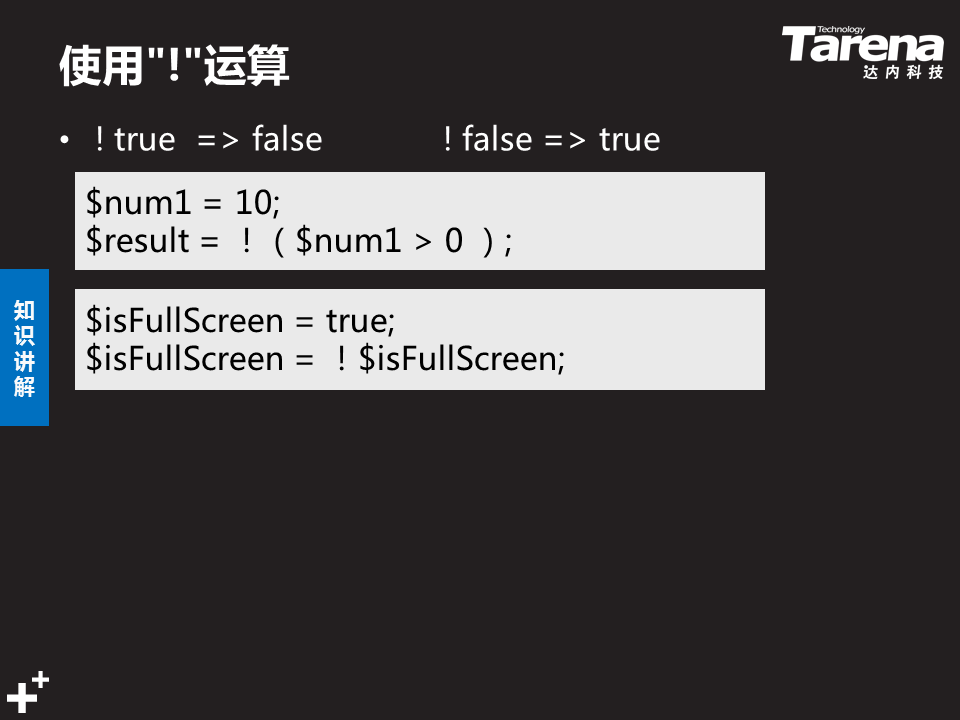 使用"!"运算
Technology
Tarena
达内科技
• ! true => false ! false => true
$num1 = 10;
$result = ! ( $num1 > 0 ) ;
$isFullScreen = true;
$isFullScreen = ! $isFullScreen;
知
识
讲
解